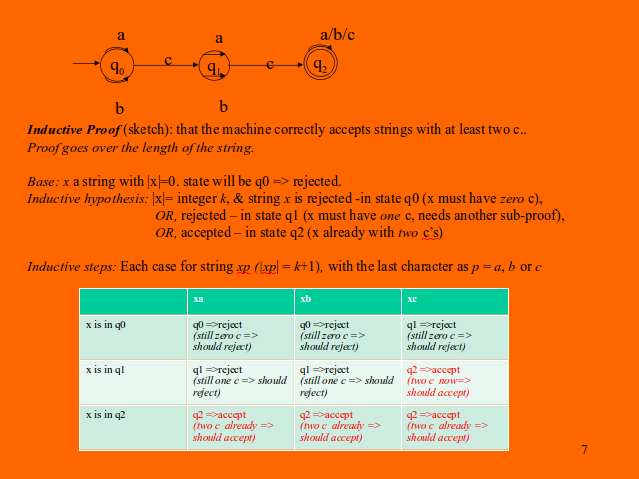 a a a/b/c
q0 c q1 c q2
b b
Inductive Proof (sketch): that the machine correctly accepts strings with at least two c..
Proof goes over the length of the string.
Base: x a string with |x|=0. state will be q0 => rejected.
Inductive hypothesis: |x|= integer k, & string x is rejected -in state q0 (x must have zero c),
OR, rejected – in state q1 (x must have one c, needs another sub-proof),
OR, accepted – in state q2 (x already with two c's)
Inductive steps: Each case for string xp (|xp| = k+1), with the last character as p = a, b or c
xa xb xc
x is in q0 q0 =>reject q0 =>reject q1 =>reject
(still zero c => (still zero c => (still zero c =>
should reject) should reject) should reject)
x is in q1 q1 =>reject q1 =>reject q2 =>accept
(still one c => should (still one c => should (two c now=>
reject) reject) should accept)
x is in q2 q2 =>accept q2 =>accept q2 =>accept
(two c already => (two c already => (two c already =>
should accept) should accept) should accept)
7